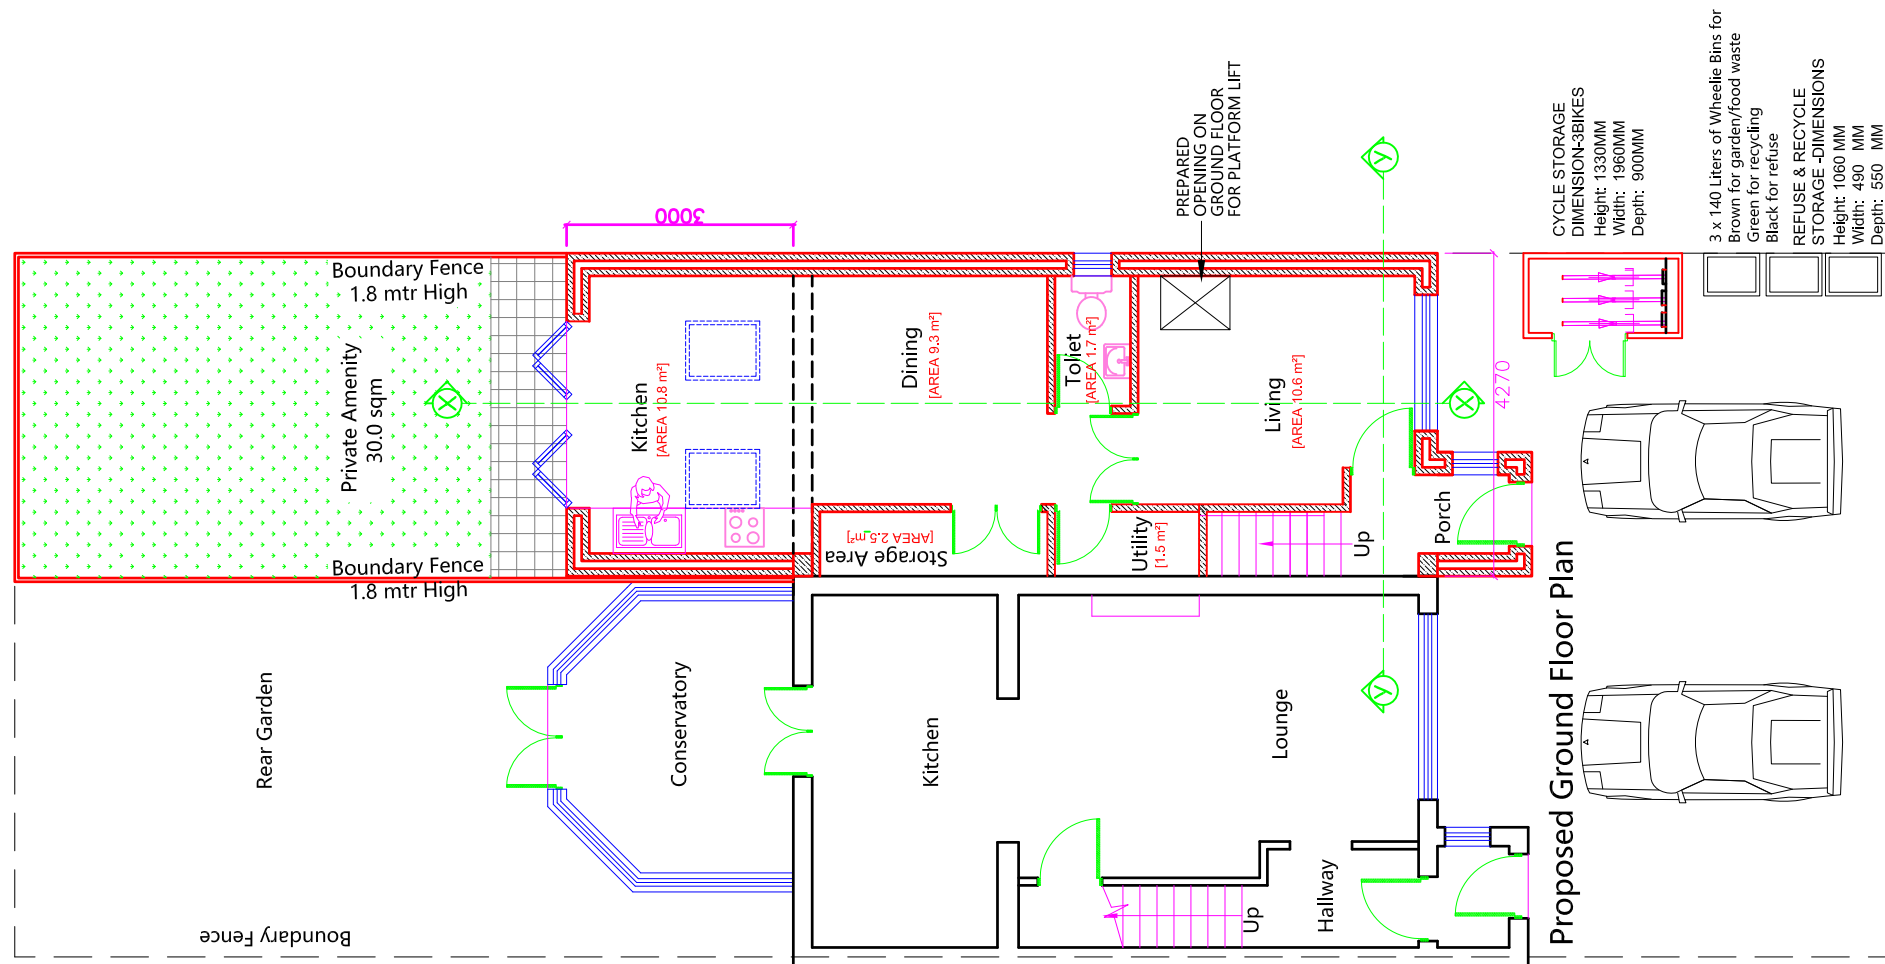 Boundary Fence
1.8 mtr High
Private Amenity
30.0 sqm
Boundary Fence
1.8 mtr High
X
3000
Kitchen
[AREA 10.8 m²]
Dining
[AREA 9.3 m²]
Toliet
[AREA 1.7 m²]
Living
[AREA 10.6 m²]
Storage Area
[AREA 2.5 m²]
Utility
[1.5 m²]
Up
Porch
PREPARED
OPENING ON
GROUND FLOOR
FOR PLATFORM LIFT
y
X
4270
CYCLE STORAGE
DIMENSION-3BIKES
Height: 1330MM
Width: 1960MM
Depth: 900MM
3 x 140 Liters of Wheelie Bins for
Brown for garden/food waste
Green for recycling
Black for refuse
REFUSE & RECYCLE
STORAGE -DIMENSIONS
Height: 1060 MM
Width: 490 MM
Depth: 550 MM
Rear Garden
Conservatory
Kitchen
Lounge
y
Up
Hallway
Boundary Fence
Proposed Ground Floor Plan